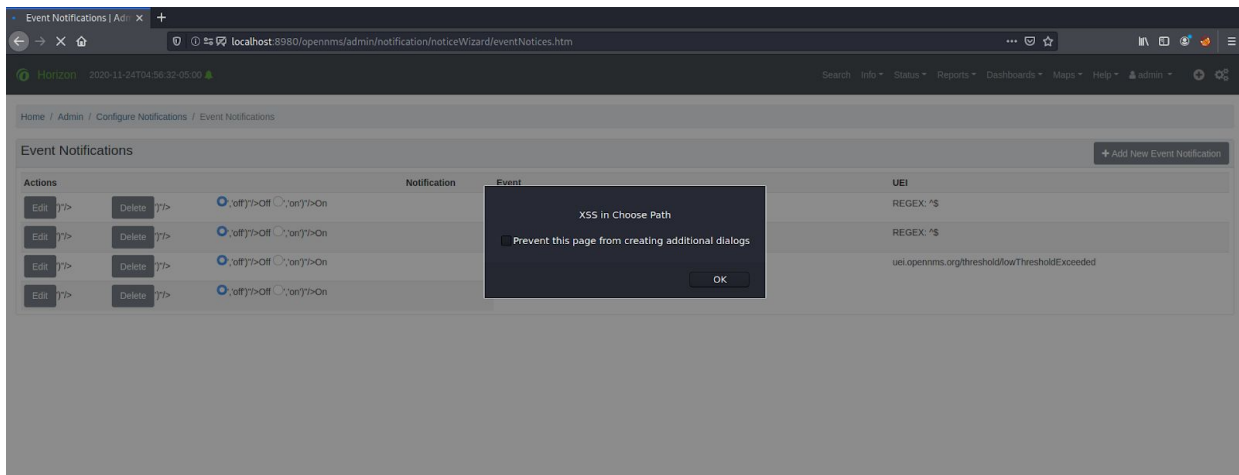 Event Notifications | Adm × +
localhost:8980/opennms/admin/notification/noticeWizard/eventNotices.htm
Horizon 2020-11-24T04:56:32-05:00 Search Info Status Reports Dashboards Maps Help admin
Home / Admin / Configure Notifications / Event Notifications
Event Notifications + Add New Event Notification
Actions Notification Event UEI
Edit ')"/> Delete ')"/> ','off')"/>Off ','on')"/>On REGEX: ^$
Edit ')"/> Delete ')"/> ','off')"/>Off ','on')"/>On REGEX: ^$
Edit ')"/> Delete ')"/> ','off')"/>Off ','on')"/>On uei.opennms.org/threshold/lowThresholdExceeded
Edit ')"/> Delete ')"/> ','off')"/>Off ','on')"/>On
XSS in Choose Path
Prevent this page from creating additional dialogs
OK